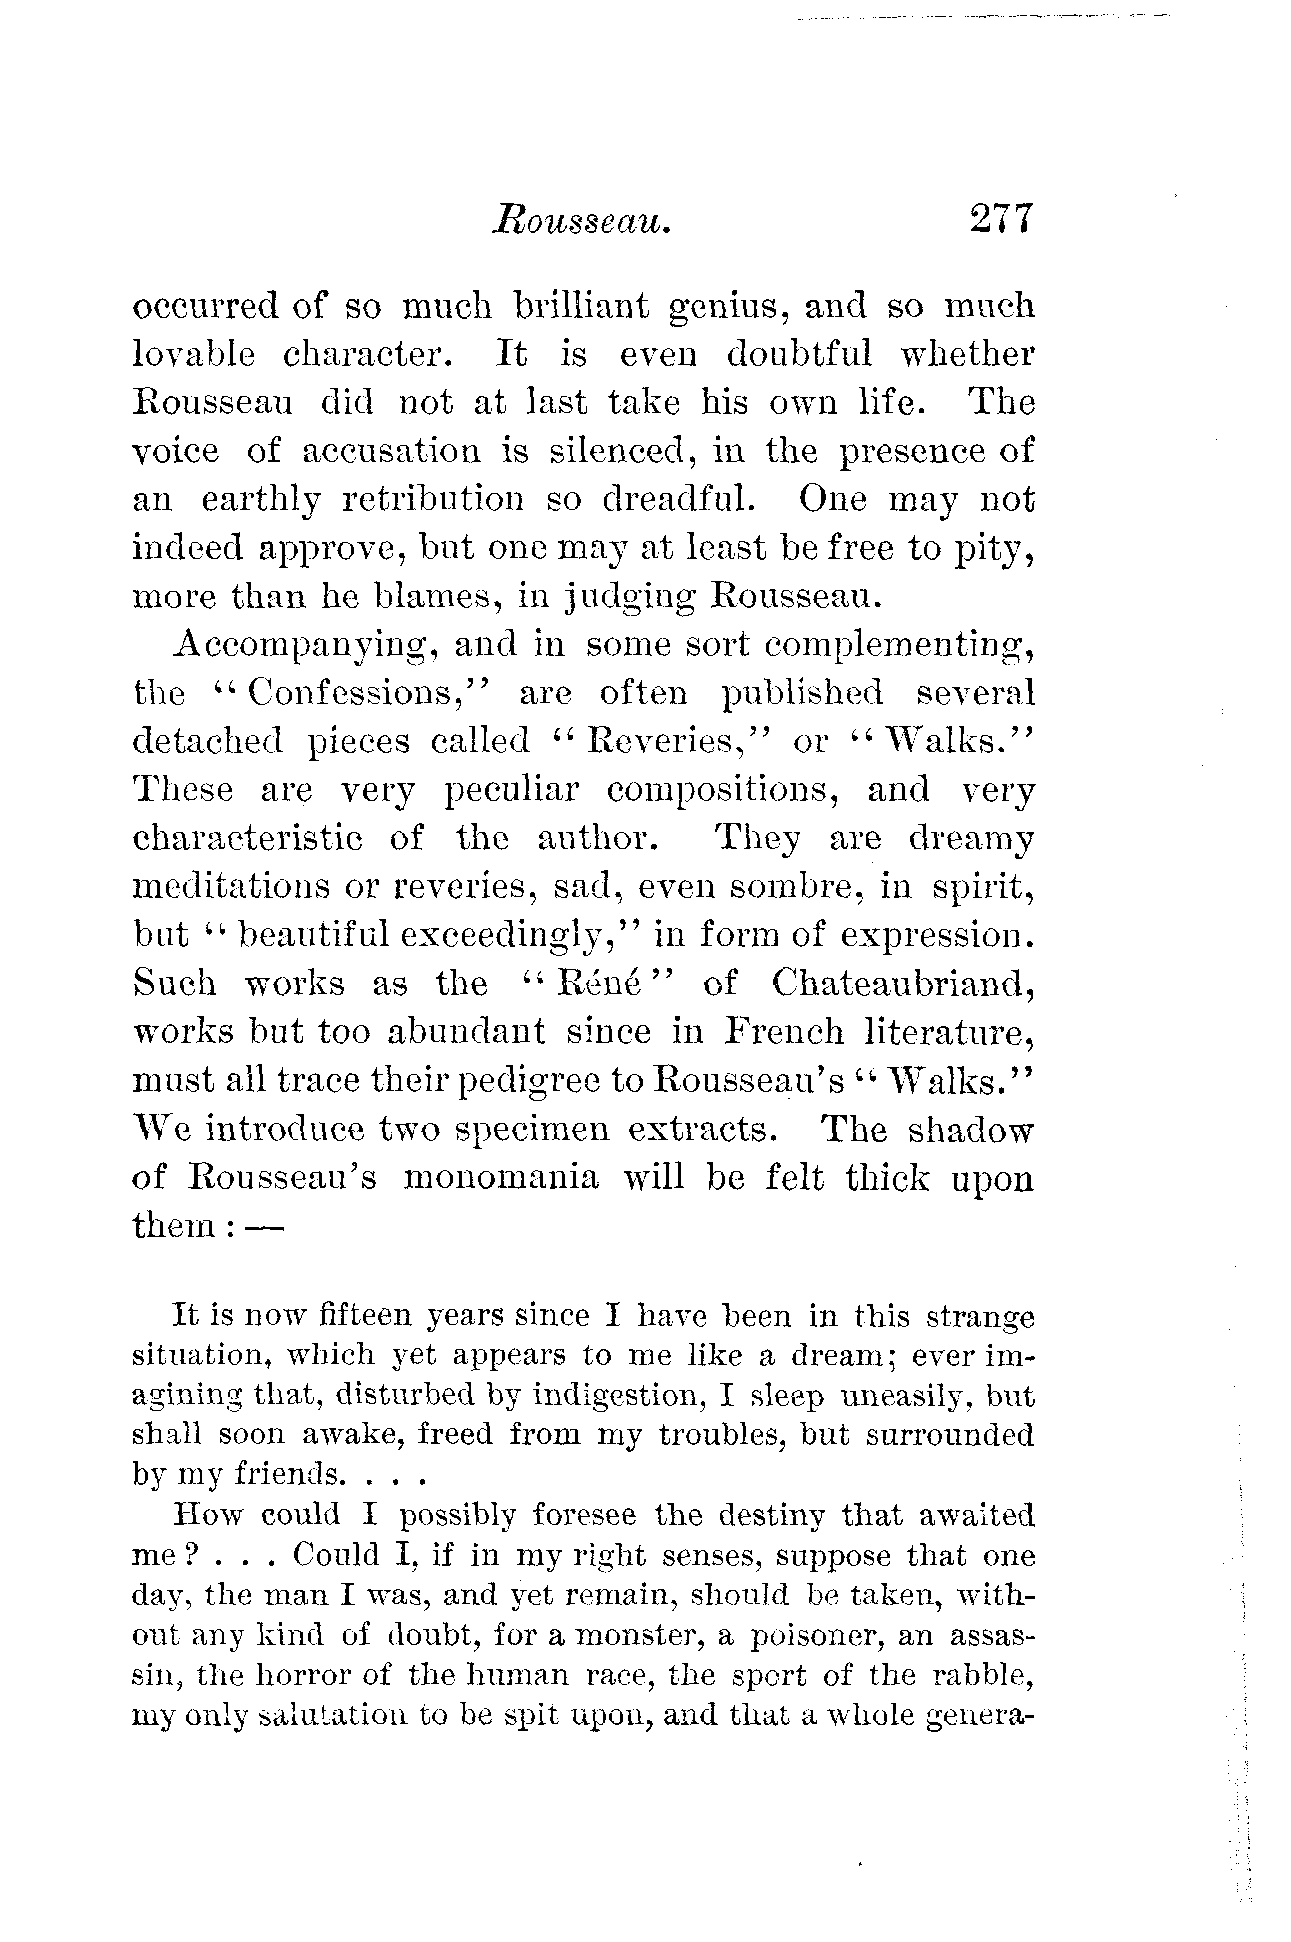 Rousseau. 277
occurred of so much brilliant genius, and so much
lovable character. It is even doubtful whether
Rousseau did not at last take his own life. The
voice of accusation is silenced, in the presence of
an earthly retribution so dreadful. One may not
indeed approve, but one may at least be free to pity,
more than he blames, in judging Rousseau.
Accompanying, and in some sort complementing,
the “Confessions,” are often published several
detached pieces called “Reveries,” or “Walks.”
These are very peculiar compositions, and very
characteristic of the author. They are dreamy
meditations or reveries, sad, even sombre, in spirit,
but “beautiful exceedingly,” in form of expression.
Such works as the “Réné” of Chateaubriand,
works but too abundant since in French literature,
must all trace their pedigree to Rousseau's “Walks.”
We introduce two specimen extracts. The shadow
of Rousseau's monomania will be felt thick upon
them: —
It is now fifteen years since I have been in this strange
situation, which yet appears to me like a dream; ever im-
agining that, disturbed by indigestion, I sleep uneasily, but
shall soon awake, freed from my troubles, but surrounded
by my friends. . . .
How could I possibly foresee the destiny that awaited
me? . . . Could I, if in my right senses, suppose that one
day, the man I was, and yet remain, should be taken, with-
out any kind of doubt, for a monster, a poisoner, an assas-
sin, the horror of the human race, the sport of the rabble,
my only salutation to be spit upon, and that a whole genera-